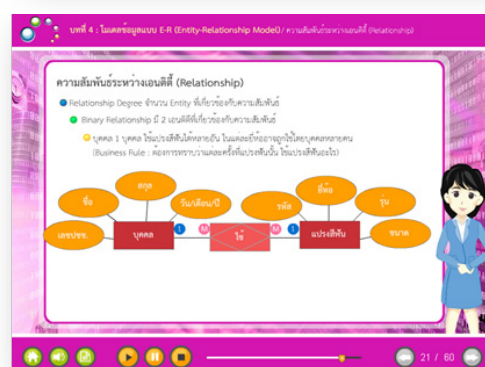 บทที่ 4 : โมเดลข้อมูลแบบ E-R (Entity-Relationship Model)/ ความสัมพันธ์ระหว่างเอนติตี้ (Relationship)
ความสัมพันธ์ระหว่างเอนติตี้ (Relationship)
Relationship Degree จำนวน Entity ที่เกี่ยวข้องกับความสัมพันธ์
Binary Relationship มี 2 เอนติตี้ที่เกี่ยวข้องกับความสัมพันธ์
บุคคล 1 บุคคล ใช้แปรงสีฟันได้หลายอัน ในแต่ละยี่ห้ออาจถูกใช้โดยบุคคลหลายคน
(Business Rule : ต้องการทราบว่าแต่ละครั้งที่แปรงฟันนั้น ใช้แปรงสีฟันอะไร)
สกุล
ยี่ห้อ
ชื่อ
วัน/เดือน/ปี
รหัส
รุ่น
เลขปชช.
บุคคล
1
M
ใช้
M
1
แปรงสีฟัน
ขนาด
21 / 60